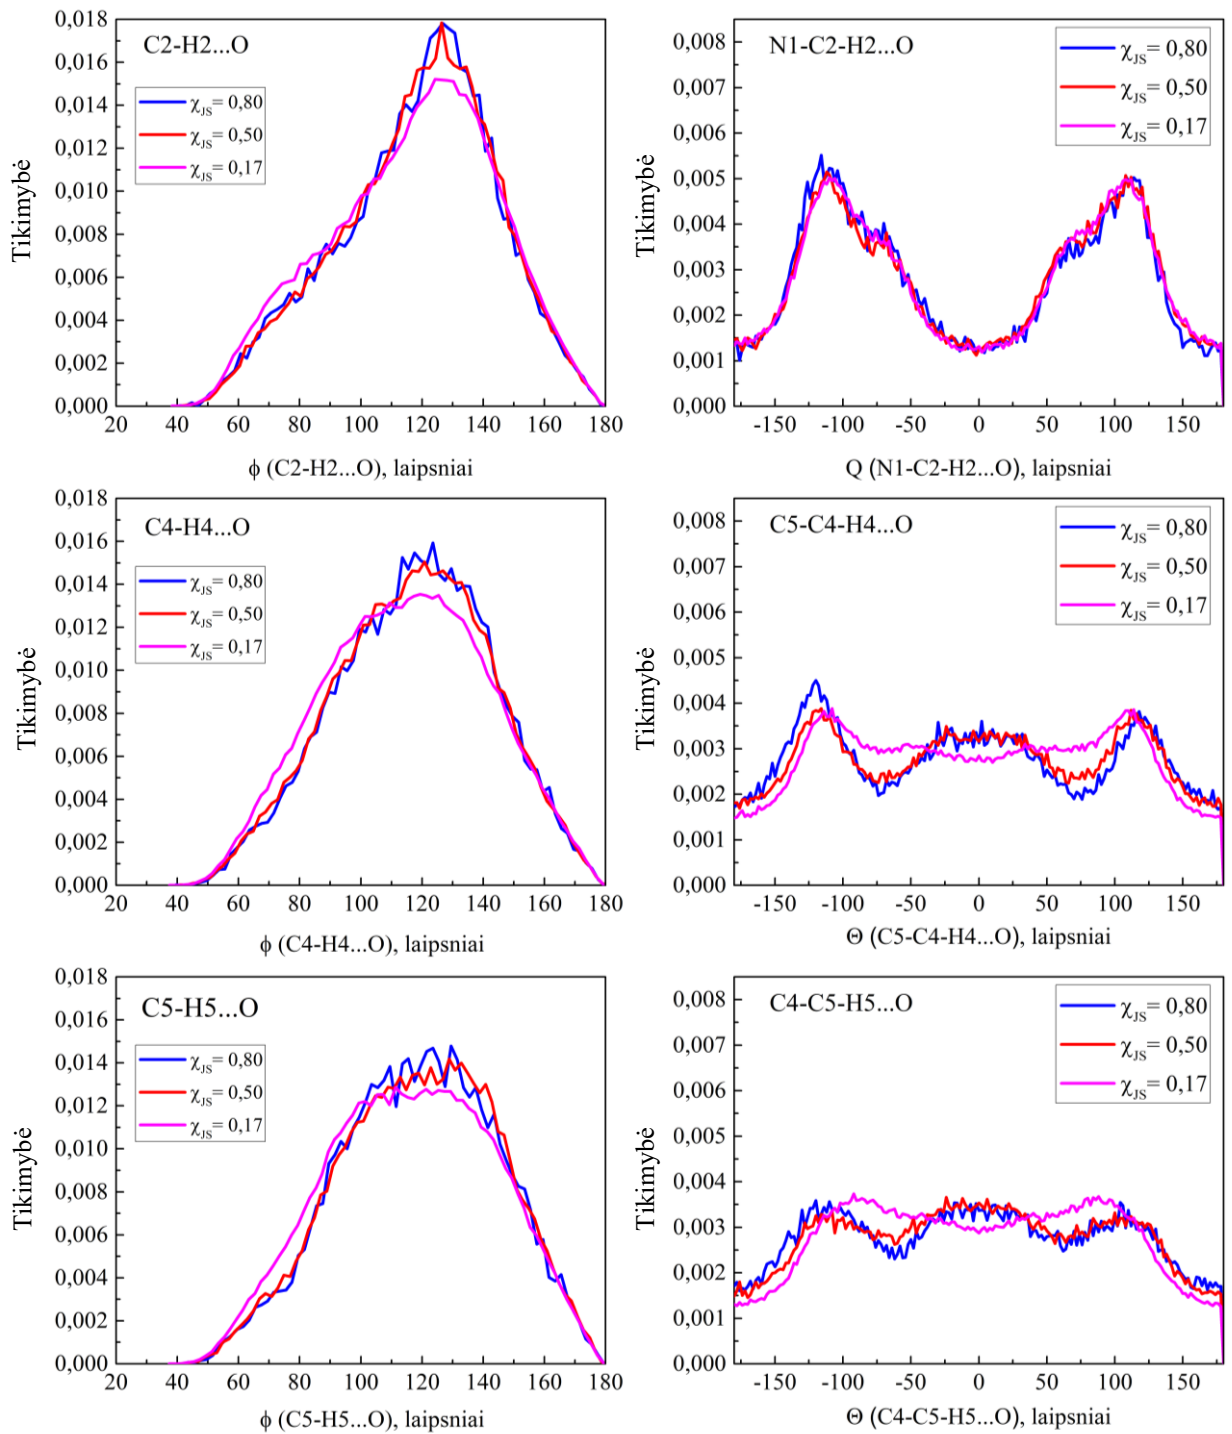 C2-H2...O
χJS= 0,80
χJS= 0,50
χJS= 0,17
Tikimybė
0,018
0,016
0,014
0,012
0,010
0,008
0,006
0,004
0,002
0,000
20 40 60 80 100 120 140 160 180
ϕ (C2-H2...O), laipsniai
N1-C2-H2...O
χJS= 0,80
χJS= 0,50
χJS= 0,17
Tikimybė
0,008
0,007
0,006
0,005
0,004
0,003
0,002
0,001
0,000
-150 -100 -50 0 50 100 150
Q (N1-C2-H2...O), laipsniai
C4-H4...O
χJS= 0,80
χJS= 0,50
χJS= 0,17
Tikimybė
0,018
0,016
0,014
0,012
0,010
0,008
0,006
0,004
0,002
0,000
20 40 60 80 100 120 140 160 180
ϕ (C4-H4...O), laipsniai
C5-C4-H4...O
χJS= 0,80
χJS= 0,50
χJS= 0,17
Tikimybė
0,008
0,007
0,006
0,005
0,004
0,003
0,002
0,001
0,000
-150 -100 -50 0 50 100 150
Θ (C5-C4-H4...O), laipsniai
C5-H5...O
χJS= 0,80
χJS= 0,50
χJS= 0,17
Tikimybė
0,018
0,016
0,014
0,012
0,010
0,008
0,006
0,004
0,002
0,000
20 40 60 80 100 120 140 160 180
ϕ (C5-H5...O), laipsniai
C4-C5-H5...O
χJS= 0,80
χJS= 0,50
χJS= 0,17
Tikimybė
0,008
0,007
0,006
0,005
0,004
0,003
0,002
0,001
0,000
-150 -100 -50 0 50 100 150
Θ (C4-C5-H5...O), laipsniai